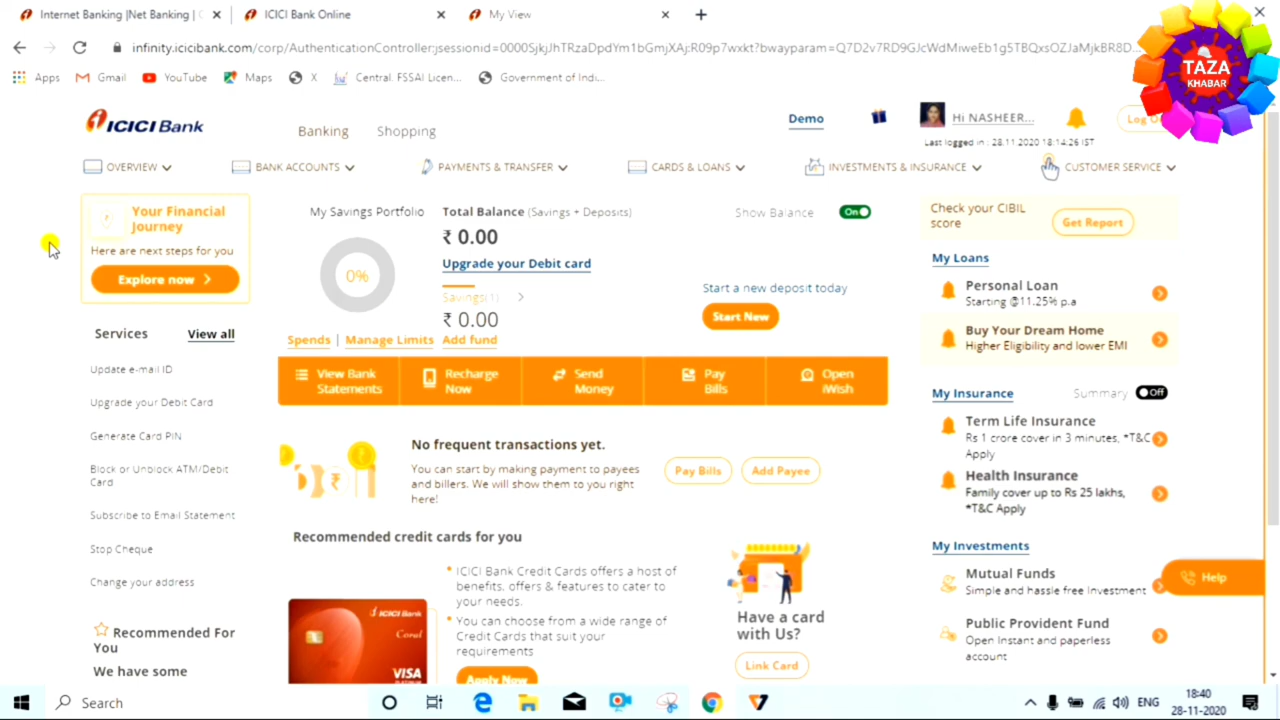 Internet Banking |Net Banking |
ICICI Bank Online
My View
infinity.icicibank.com/corp/AuthenticationController;jsessionid=
Apps
Gmail
YouTube
Maps
X
Central. FSSAI Licen...
Government of Indi...
TAZA
KHABAR
ICICI Bank
Banking
Shopping
Demo
Hi NASHEER...
Log O
Last logged in : 28.11.2020 18:14:26 IST
OVERVIEW
BANK ACCOUNTS
PAYMENTS & TRANSFER
CARDS & LOANS
INVESTMENTS & INSURANCE
CUSTOMER SERVICE
Your Financial
Journey
Here are next steps for you
Explore now
Services
View all
Update e-mail ID
Upgrade your Debit Card
Generate Card PIN
Block or Unblock ATM/Debit
Card
Subscribe to Email Statement
Stop Cheque
Change your address
Recommended For
You
We have some
My Savings Portfolio
0%
Total Balance (Savings + Deposits)
₹ 0.00
Upgrade your Debit card
Savings(1)
₹ 0.00
Show Balance
On
Start a new deposit today
Start New
Spends | Manage Limits
Add fund
View Bank
Statements
Recharge
Now
Send
Money
Pay
Bills
Open
iWish
No frequent transactions yet.
You can start by making payment to payees
and billers. We will show them to you right
here!
Pay Bills
Add Payee
Recommended credit cards for you
ICICI Bank
Coral
VISA
ICICI Bank Credit Cards offers a host of
benefits, offers & features to cater to
your needs.
You can choose from a wide range of
Credit Cards that suit your
requirements
Apply Now
Have a card
with Us?
Link Card
Check your CIBIL
score
Get Report
My Loans
Personal Loan
Starting @11.25% p.a
Buy Your Dream Home
Higher Eligibility and lower EMI
My Insurance
Summary
Off
Term Life Insurance
Rs 1 crore cover in 3 minutes, *T&C
Apply
Health Insurance
Family cover up to Rs 25 lakhs,
*T&C Apply
My Investments
Mutual Funds
Simple and hassle free Investment
Public Provident Fund
Open Instant and paperless
account
Help
Search
ENG
18:40
28-11-2020